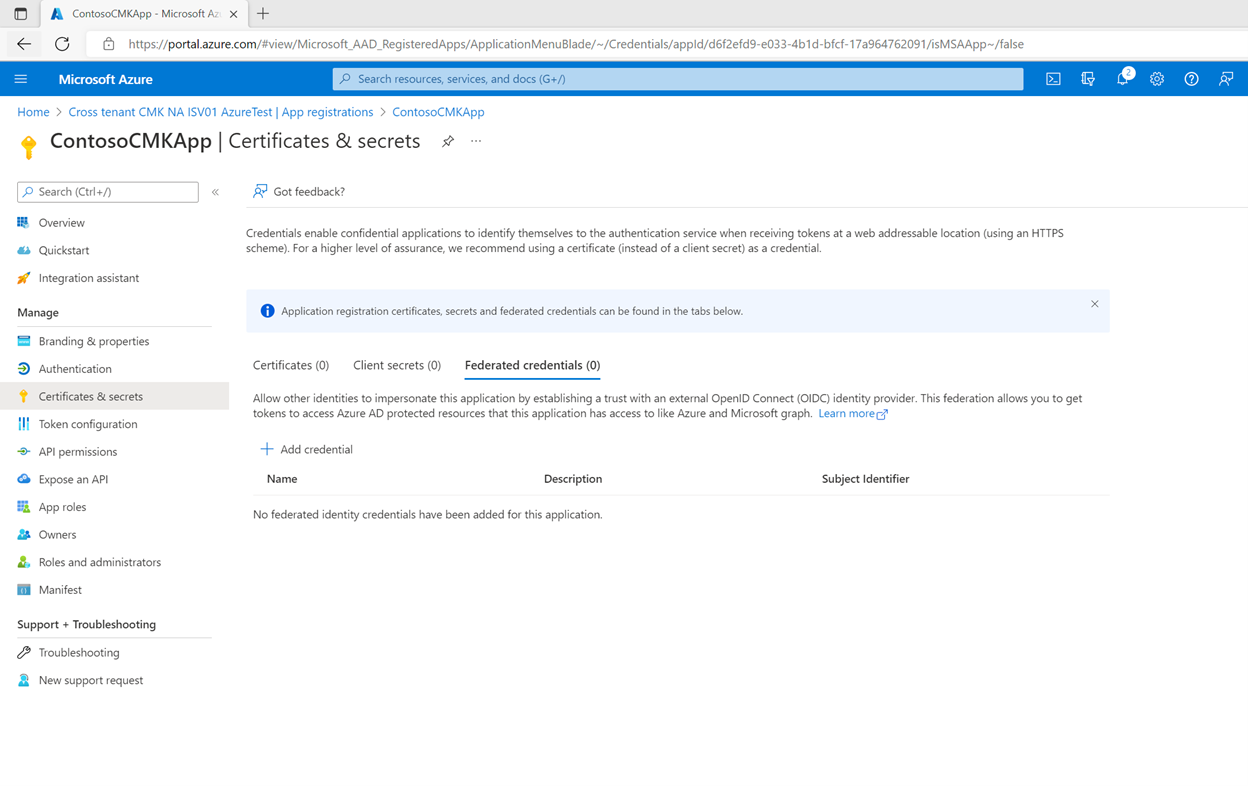 ContosoCMKApp - Microsoft Az
https://portal.azure.com/#view/Microsoft_AAD_RegisteredApps/ApplicationMenuBlade/~/Credentials/appId/d6f2efd9-e033-4b1d-bfcf-17a964762091/isMSAApp~/false
Microsoft Azure
Search resources, services, and docs (G+/)
2
Home > Cross tenant CMK NA ISV01 AzureTest | App registrations > ContosoCMKApp
ContosoCMKApp | Certificates & secrets
Search (Ctrl+/)
Overview
Quickstart
Integration assistant
Manage
Branding & properties
Authentication
Certificates & secrets
Token configuration
API permissions
Expose an API
App roles
Owners
Roles and administrators
Manifest
Support + Troubleshooting
Troubleshooting
New support request
Got feedback?
Credentials enable confidential applications to identify themselves to the authentication service when receiving tokens at a web addressable location (using an HTTPS
scheme). For a higher level of assurance, we recommend using a certificate (instead of a client secret) as a credential.
Application registration certificates, secrets and federated credentials can be found in the tabs below.
Certificates (0) Client secrets (0) Federated credentials (0)
Allow other identities to impersonate this application by establishing a trust with an external OpenID Connect (OIDC) identity provider. This federation allows you to get
tokens to access Azure AD protected resources that this application has access to like Azure and Microsoft graph. Learn more
Add credential
Name Description Subject Identifier
No federated identity credentials have been added for this application.